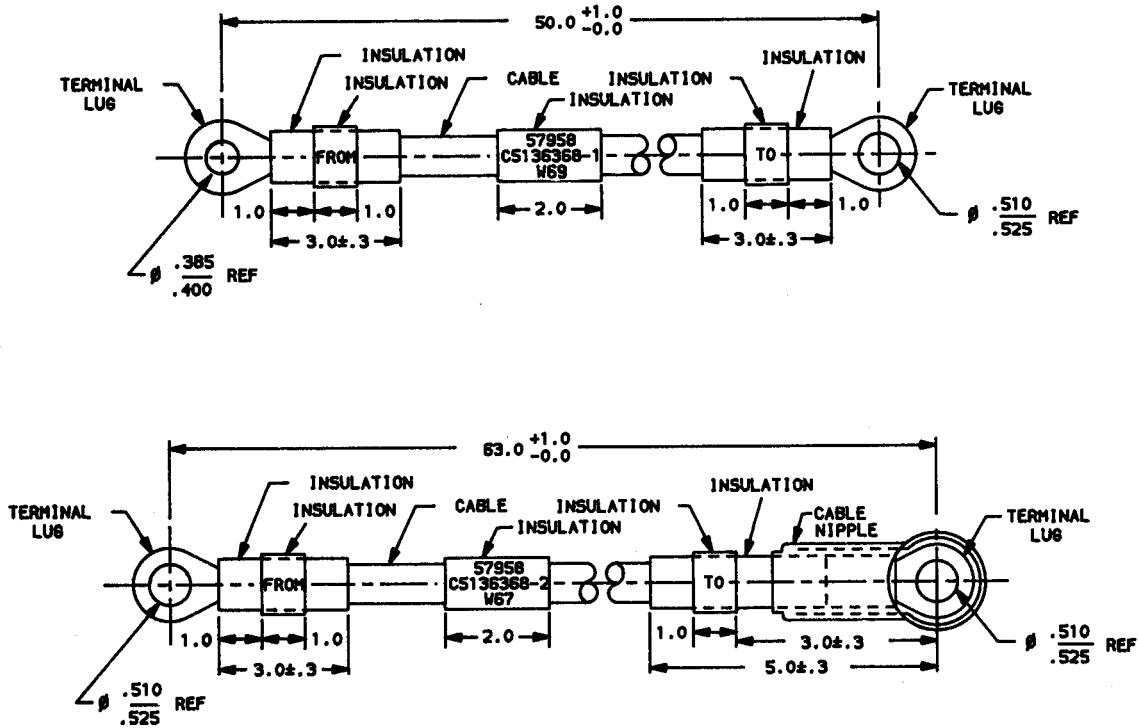 50.0 +1.0 -0.0
INSULATION
INSULATION
CABLE
INSULATION
INSULATION
INSULATION
TERMINAL
LUG
TERMINAL
LUG
FROM
57958
C5136368-1
W69
TO
1.0
1.0
2.0
1.0
1.0
3.0±.3
3.0±.3
Ø .385
.400 REF
Ø .510
.525 REF
63.0 +1.0 -0.0
INSULATION
INSULATION
CABLE
INSULATION
INSULATION
INSULATION
CABLE
NIPPLE
TERMINAL
LUG
TERMINAL
LUG
FROM
57958
C5136368-2
W67
TO
1.0
1.0
2.0
1.0
3.0±.3
3.0±.3
5.0±.3
Ø .510
.525 REF
Ø .510
.525 REF